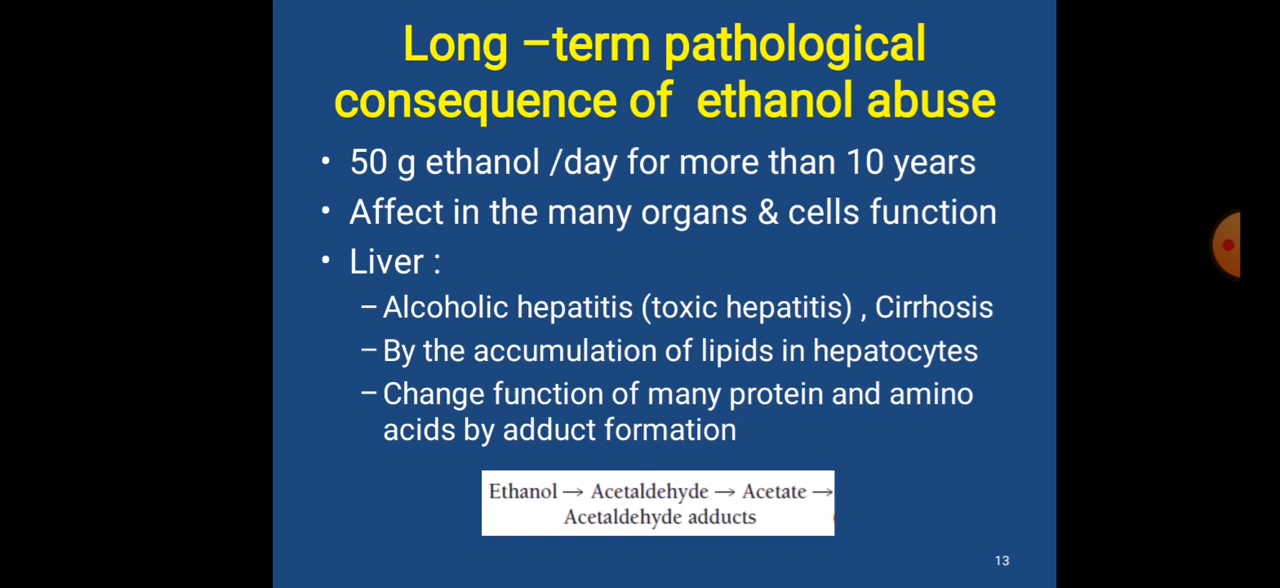 Long –term pathological
consequence of ethanol abuse
• 50 g ethanol /day for more than 10 years
• Affect in the many organs & cells function
• Liver :
– Alcoholic hepatitis (toxic hepatitis) , Cirrhosis
– By the accumulation of lipids in hepatocytes
– Change function of many protein and amino
acids by adduct formation
Ethanol → Acetaldehyde → Acetate →
Acetaldehyde adducts
13